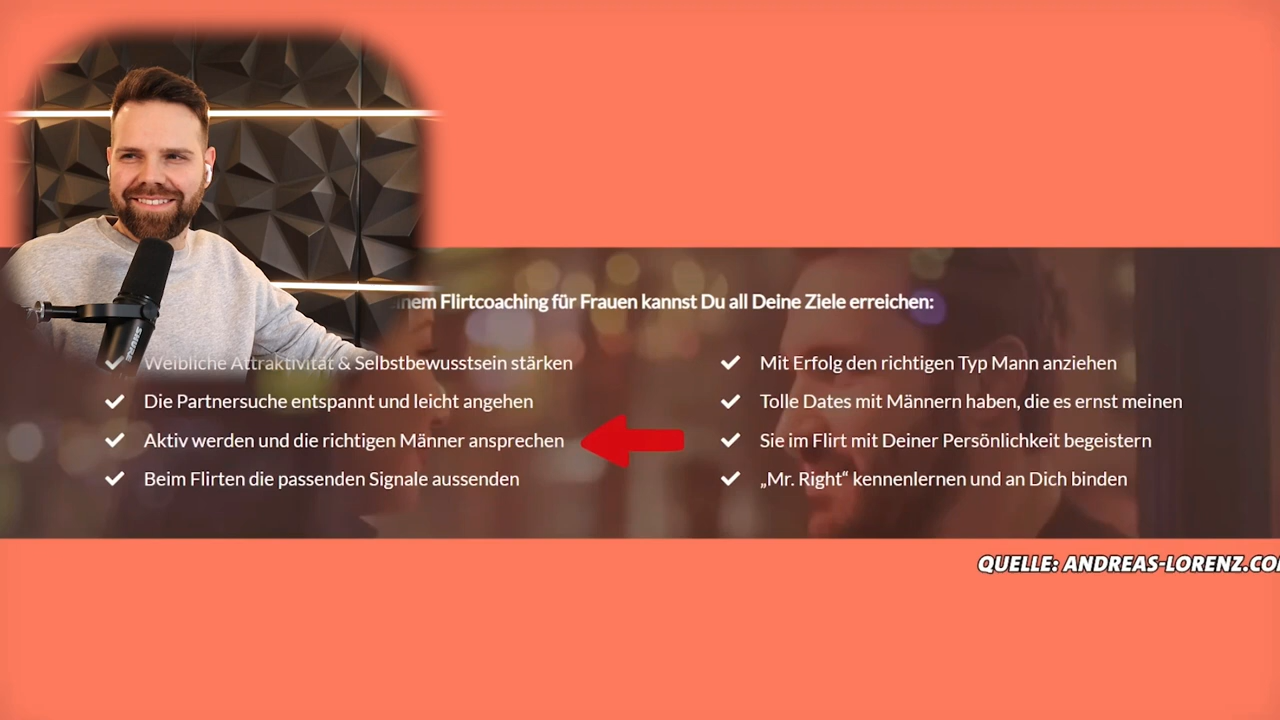 Flirtcoaching für Frauen kannst Du all Deine Ziele erreichen:
Weibliche Attraktivität & Selbstbewusstsein stärken
Die Partnersuche entspannt und leicht angehen
Aktiv werden und die richtigen Männer ansprechen
Beim Flirten die passenden Signale aussenden
Mit Erfolg den richtigen Typ Mann anziehen
Tolle Dates mit Männern haben, die es ernst meinen
Sie im Flirt mit Deiner Persönlichkeit begeistern
„Mr. Right“ kennenlernen und an Dich binden
QUELLE: ANDREAS-LORENZ.CO
SHURE